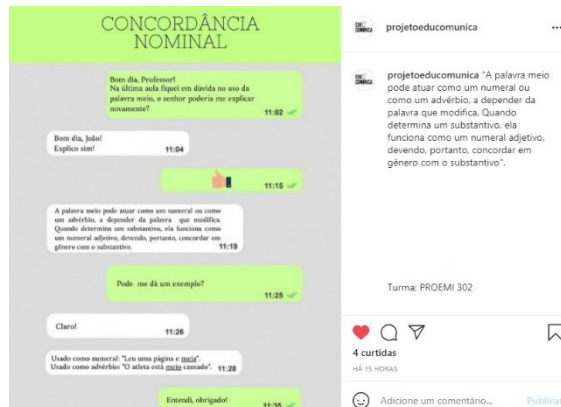 CONCORDÂNCIA
NOMINAL
Bom dia, Professor!
Na última aula fiquei em dúvida no uso da
palavra meio, o senhor poderia me explicar
novamente?
11:02
Bom dia, João!
Explico sim!
11:04
11:15
A palavra meio pode atuar como um numeral ou como
um advérbio, a depender da palavra que modifica.
Quando determina um substantivo, ela funciona como
um numeral adjetivo, devendo, portanto, concordar em
gênero com o substantivo.
11:19
Pode me dá um exemplo?
11:25
Claro!
11:26
Usado como numeral: "Leu uma página e meia".
Usado como advérbio: "O atleta está meio cansado".
11:28
Entendi, obrigado!
11:35
EDU
COMUNICA
projetoeducomunica
...
EDU
COMUNICA
projetoeducomunica "A palavra meio
pode atuar como um numeral ou
como um advérbio, a depender da
palavra que modifica. Quando
determina um substantivo, ela
funciona como um numeral adjetivo,
devendo, portanto, concordar em
gênero com o substantivo".
Turma: PROEMI 302
4 curtidas
HÁ 15 HORAS
Adicione um comentário...
Publicar